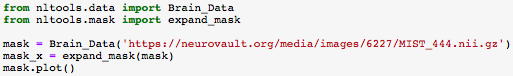 from nltools.data import Brain_Data
from nltools.mask import expand_mask
mask = Brain_Data('https://neurovault.org/media/images/6227/MIST_444.nii.gz')
mask_x = expand_mask(mask)
mask.plot()